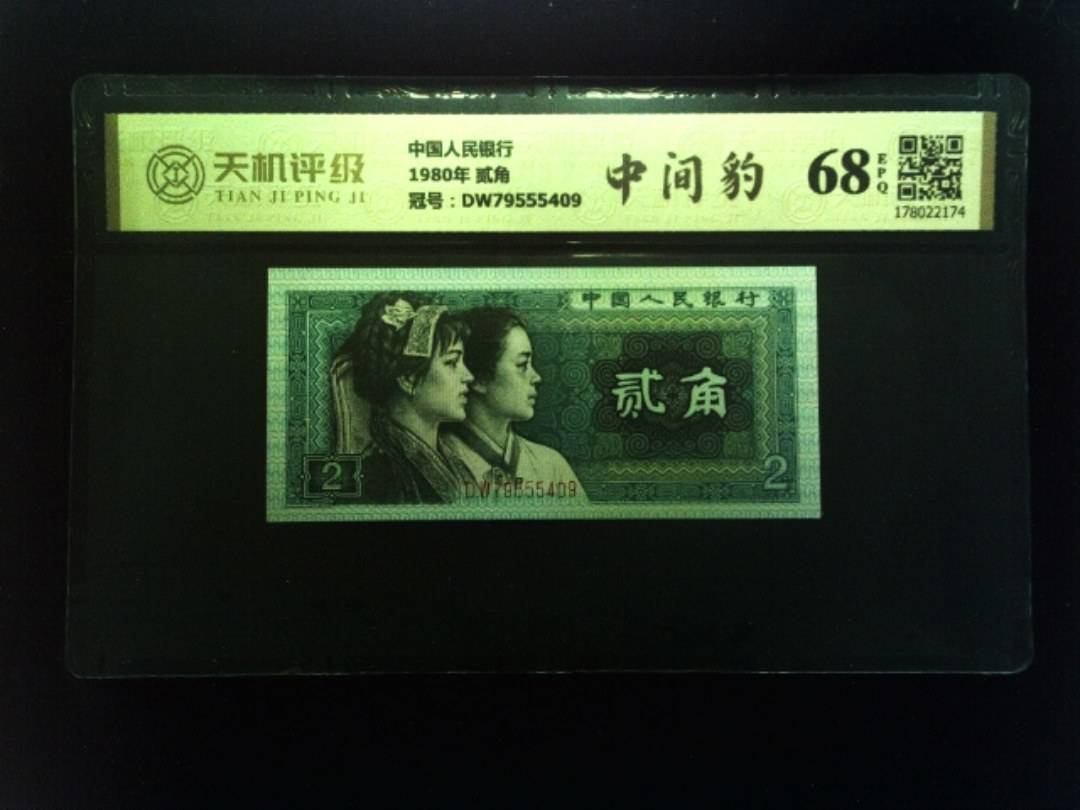 天机评级
TIAN JI PING JI
中国人民银行
1980年 贰角
冠号：DW79555409
中间豹
68
EPQ
178022174
中国人民银行
贰角
2
2
DW79555409